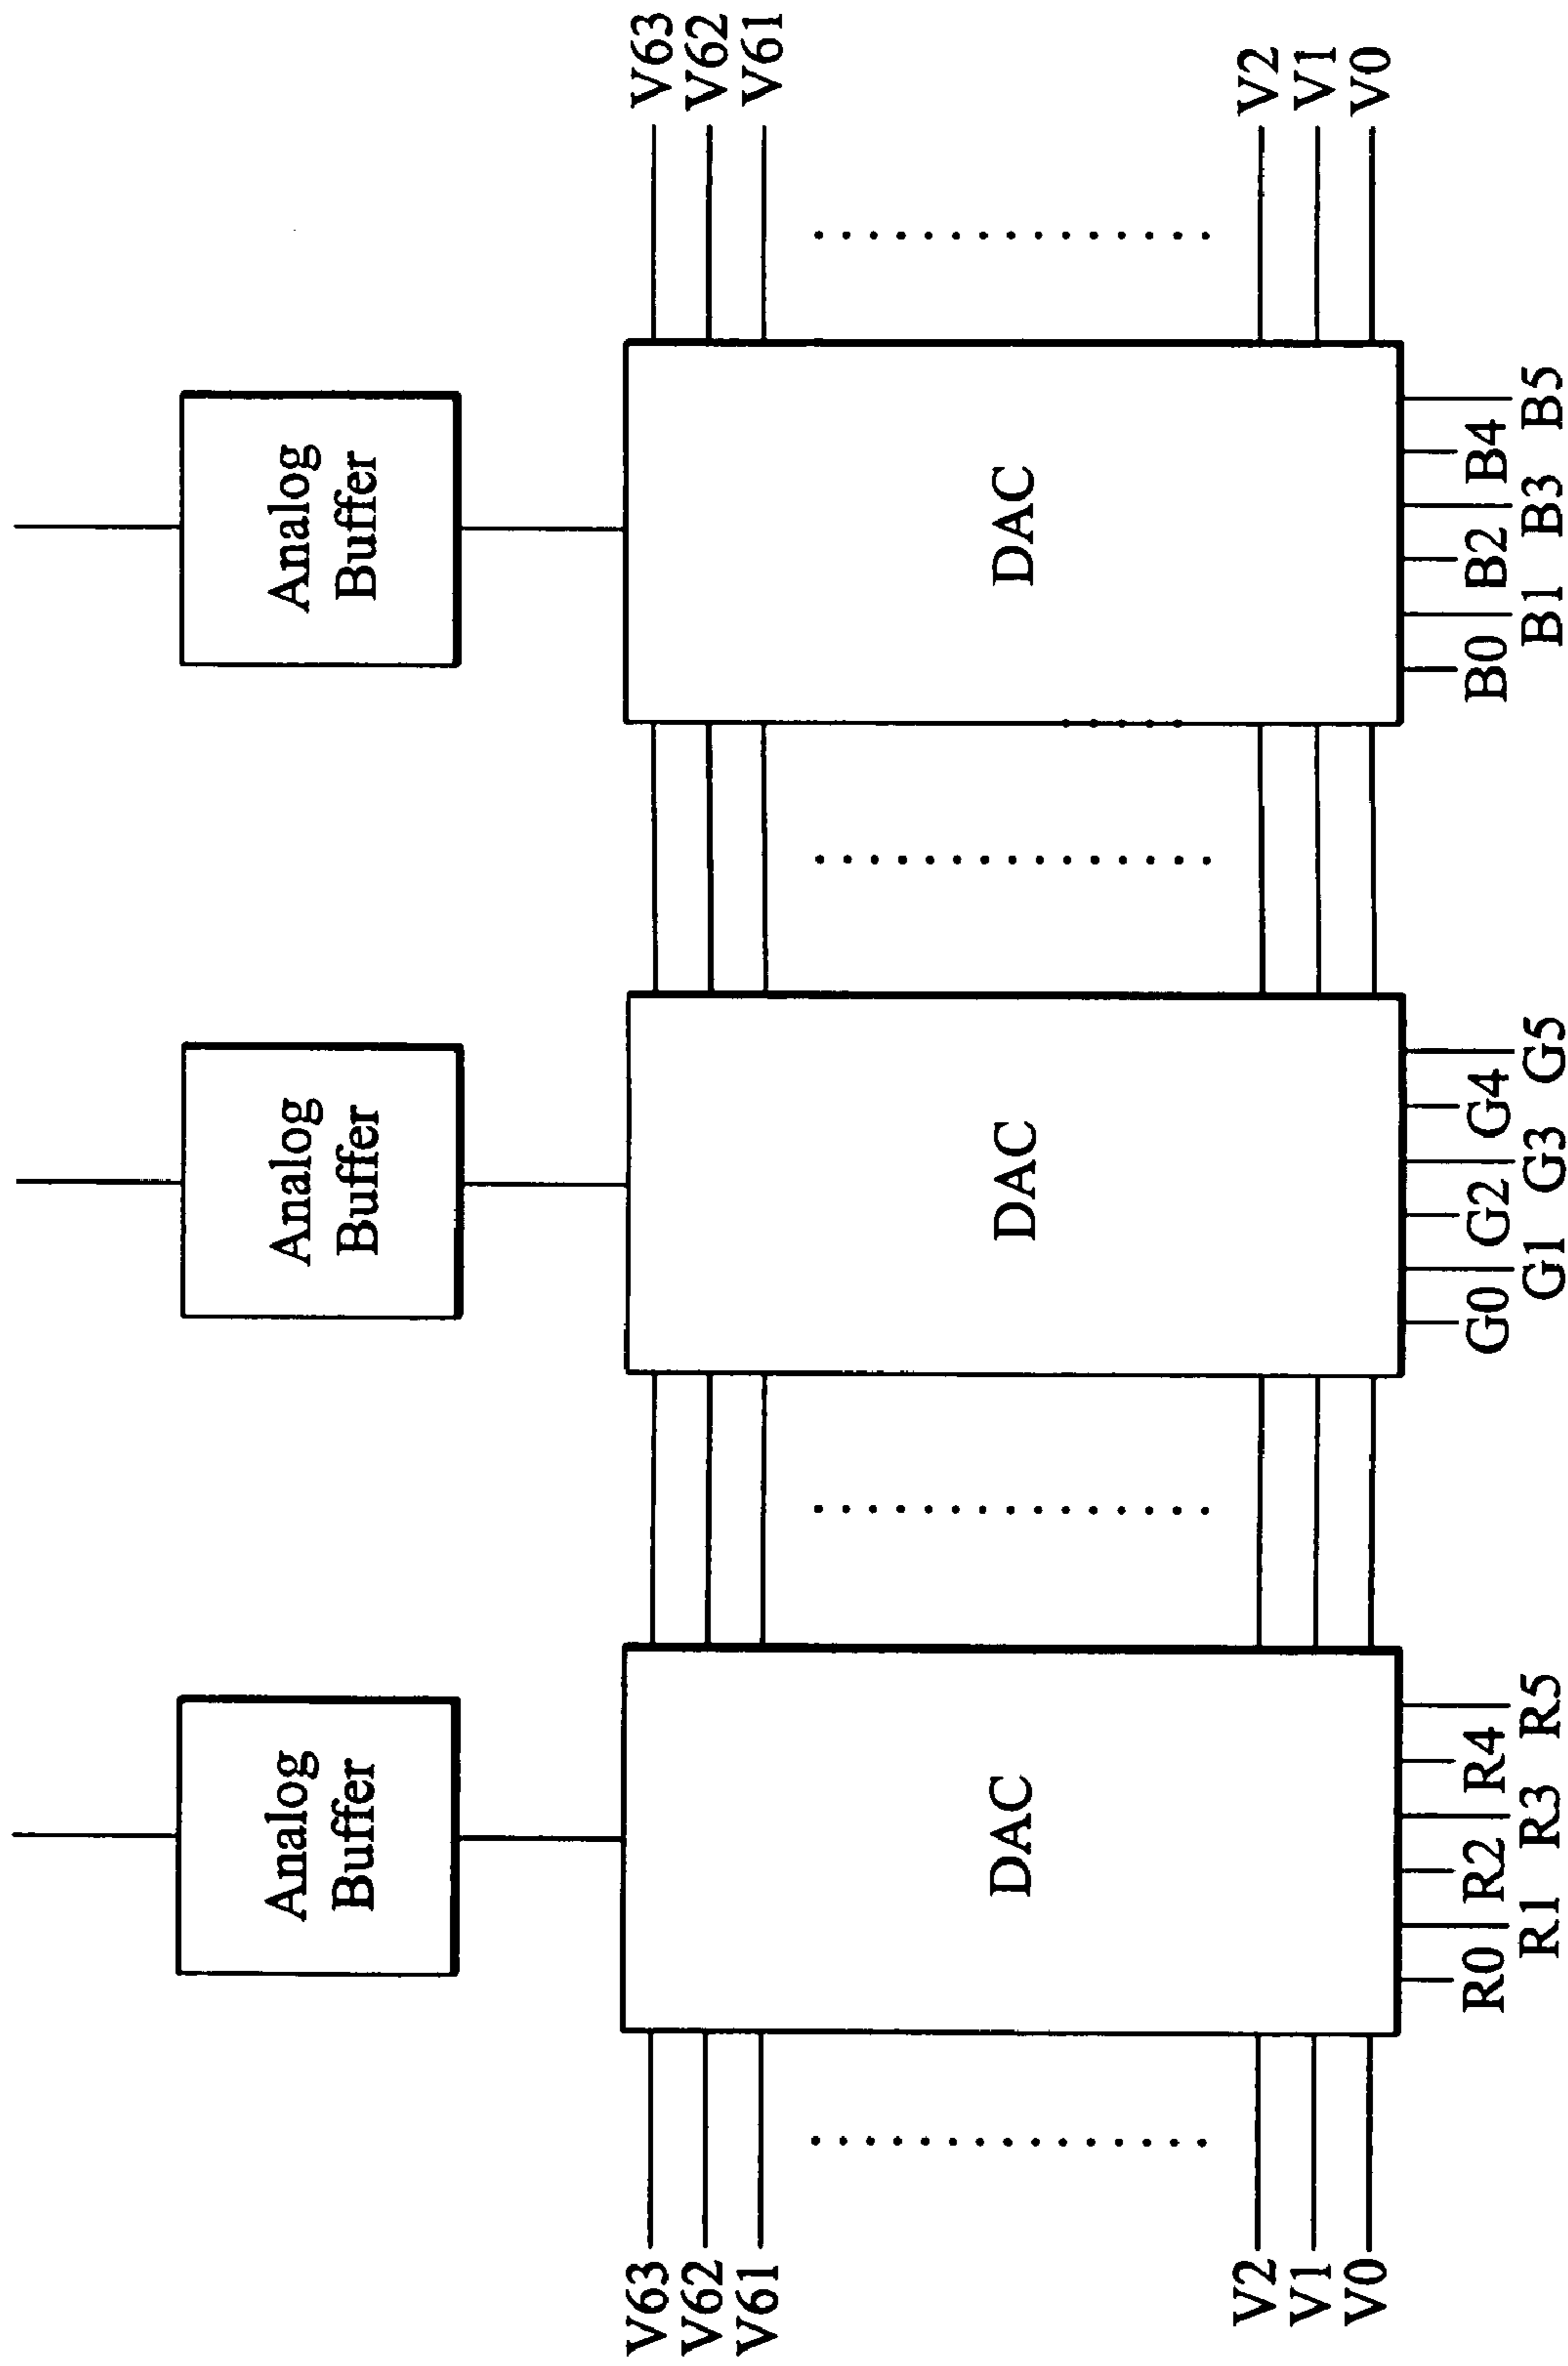 Analog Buffer
Analog Buffer
Analog Buffer
V63 V63
V62 V62
V61 V61
DAC DAC DAC
V2 V2
V1 V1
V0 V0
R0 R2 R4 G0 G2 G4 B0 B2 B4
R1 R3 R5 G1 G3 G5 B1 B3 B5